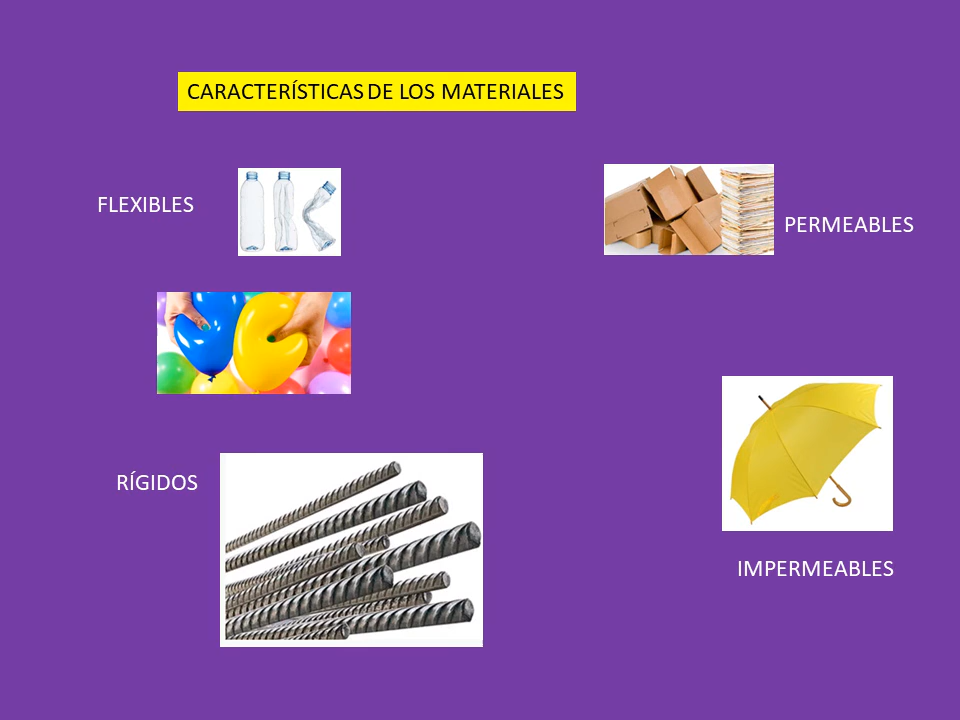 CARACTERÍSTICAS DE LOS MATERIALES
FLEXIBLES
PERMEABLES
RÍGIDOS
IMPERMEABLES